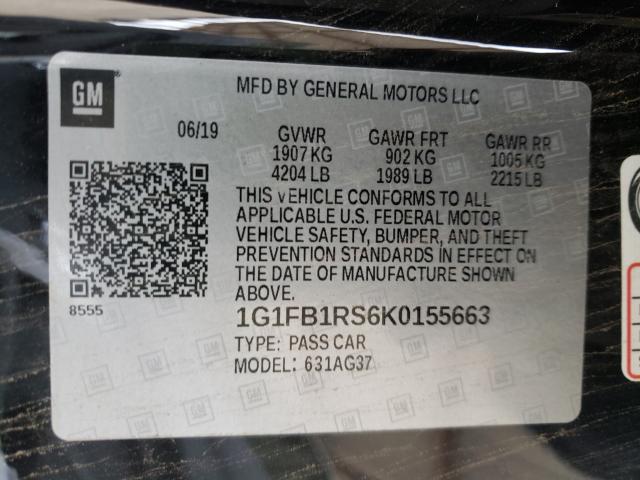 GM
MFD BY GENERAL MOTORS LLC
06/19 GVWR GAWR FRT GAWR RR
1907 KG 902 KG 1005 KG
4204 LB 1989 LB 2215 LB
THIS vEHICLE CONFORMS TO ALL
APPLICABLE U.S. FEDERAL MOTOR
VEHICLE SAFETY, BUMPER, AND THEFT
PREVENTION STANDARDS IN EFFECT ON
THE DATE OF MANUFACTURE SHOWN
ABOVE.
8555
1G1FB1RS6K0155663
TYPE: PASS CAR
MODEL: 631AG37